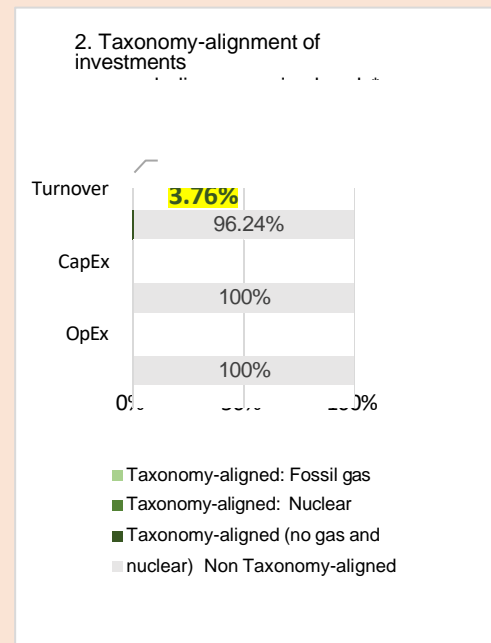 2. Taxonomy-alignment of
investments
Turnover
3.76%
96.24%
CapEx
100%
OpEx
100%
0% 100%
Taxonomy-aligned: Fossil gas
Taxonomy-aligned: Nuclear
Taxonomy-aligned (no gas and
nuclear) Non Taxonomy-aligned